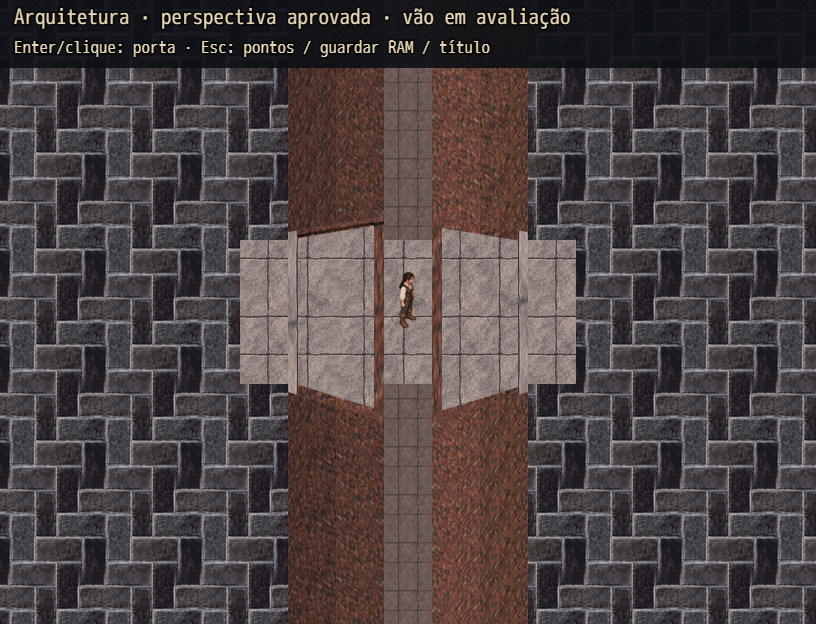 Arquitetura · perspectiva aprovada · vão em avaliação
Enter/clique: porta · Esc: pontos / guardar RAM / título